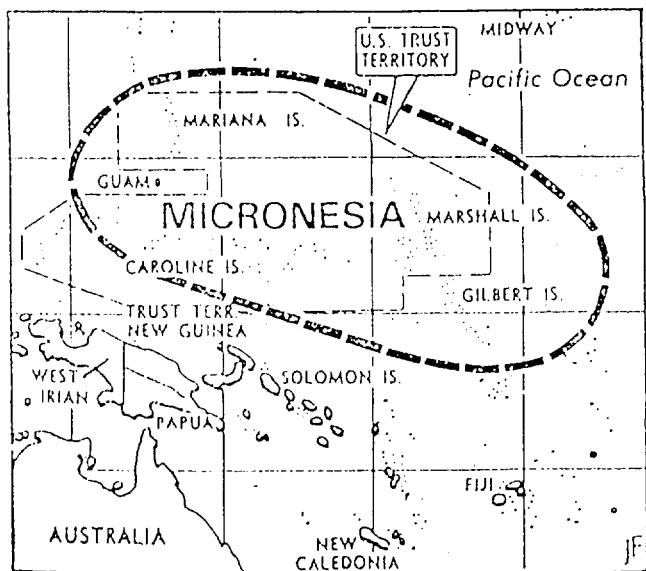 MIDWAY
U.S. TRUST
TERRITORY
Pacific Ocean
MARIANA IS.
GUAM
MICRONESIA
MARSHALL IS.
CAROLINE IS.
GILBERT IS.
TRUST TERR.
NEW GUINEA
WEST
IRIAN
SOLOMON IS.
PAPUA
FIJI
AUSTRALIA
NEW
CALEDONIA
JF